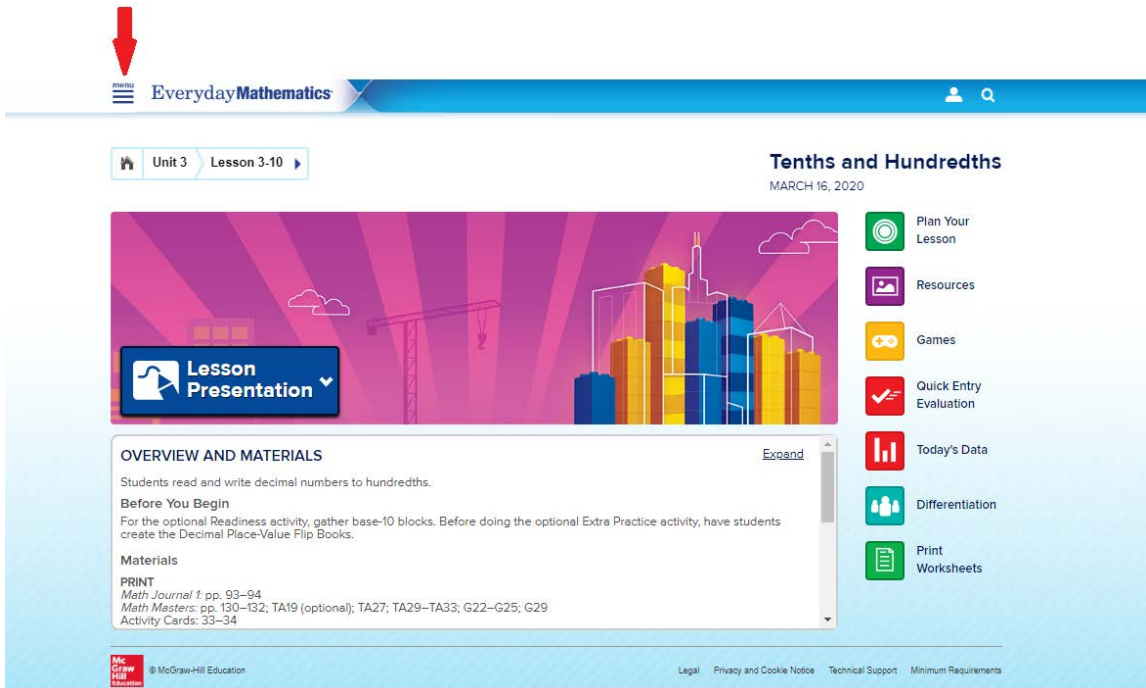 menu
EverydayMathematics
Unit 3 Lesson 3-10
Tenths and Hundredths
MARCH 16, 2020
Lesson
Presentation
Plan Your
Lesson
Resources
Games
Quick Entry
Evaluation
Today's Data
Differentiation
Print
Worksheets
OVERVIEW AND MATERIALS
Expand
Students read and write decimal numbers to hundredths.
Before You Begin
For the optional Readiness activity, gather base-10 blocks. Before doing the optional Extra Practice activity, have students
create the Decimal Place-Value Flip Books.
Materials
PRINT
Math Journal 1: pp. 93–94
Math Masters: pp. 130–132; TA19 (optional); TA27; TA29–TA33; G22–G25; G29
Activity Cards: 33–34
Mc
Graw
Hill
Education
© McGraw-Hill Education
Legal Privacy and Cookie Notice Technical Support Minimum Requirements